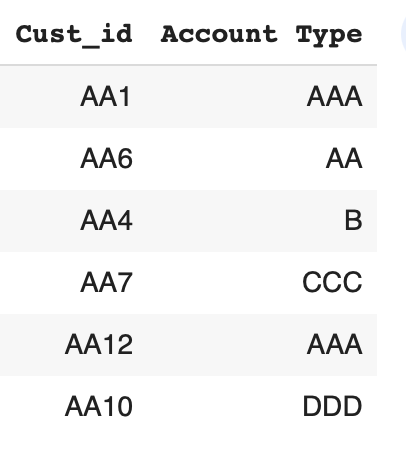 Cust_id Account Type
AA1 AAA
AA6 AA
AA4 B
AA7 CCC
AA12 AAA
AA10 DDD